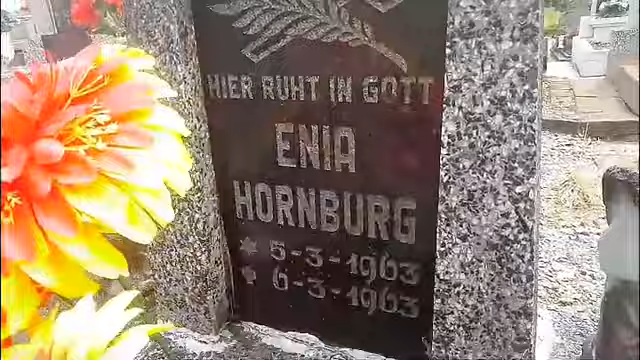 HIER RUHT IN GOTT
ENIA
HORNBURG
* 5-3-1963
✝ 6-3-1963